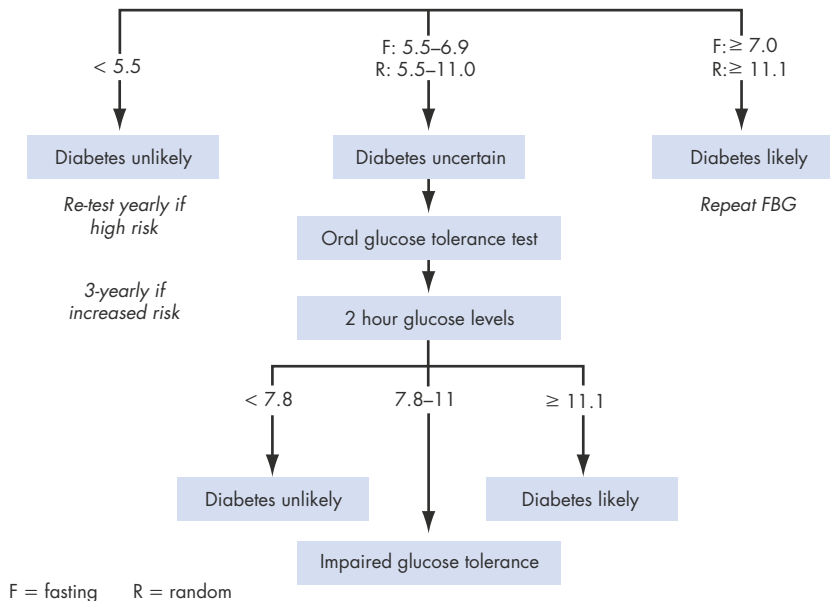 < 5.5
F: 5.5–6.9
R: 5.5–11.0
F:≥ 7.0
R:≥ 11.1
Diabetes unlikely
Diabetes uncertain
Diabetes likely
Re-test yearly if
high risk
Repeat FBG
Oral glucose tolerance test
3-yearly if
increased risk
2 hour glucose levels
< 7.8
7.8–11
≥ 11.1
Diabetes unlikely
Diabetes likely
Impaired glucose tolerance
F = fasting R = random